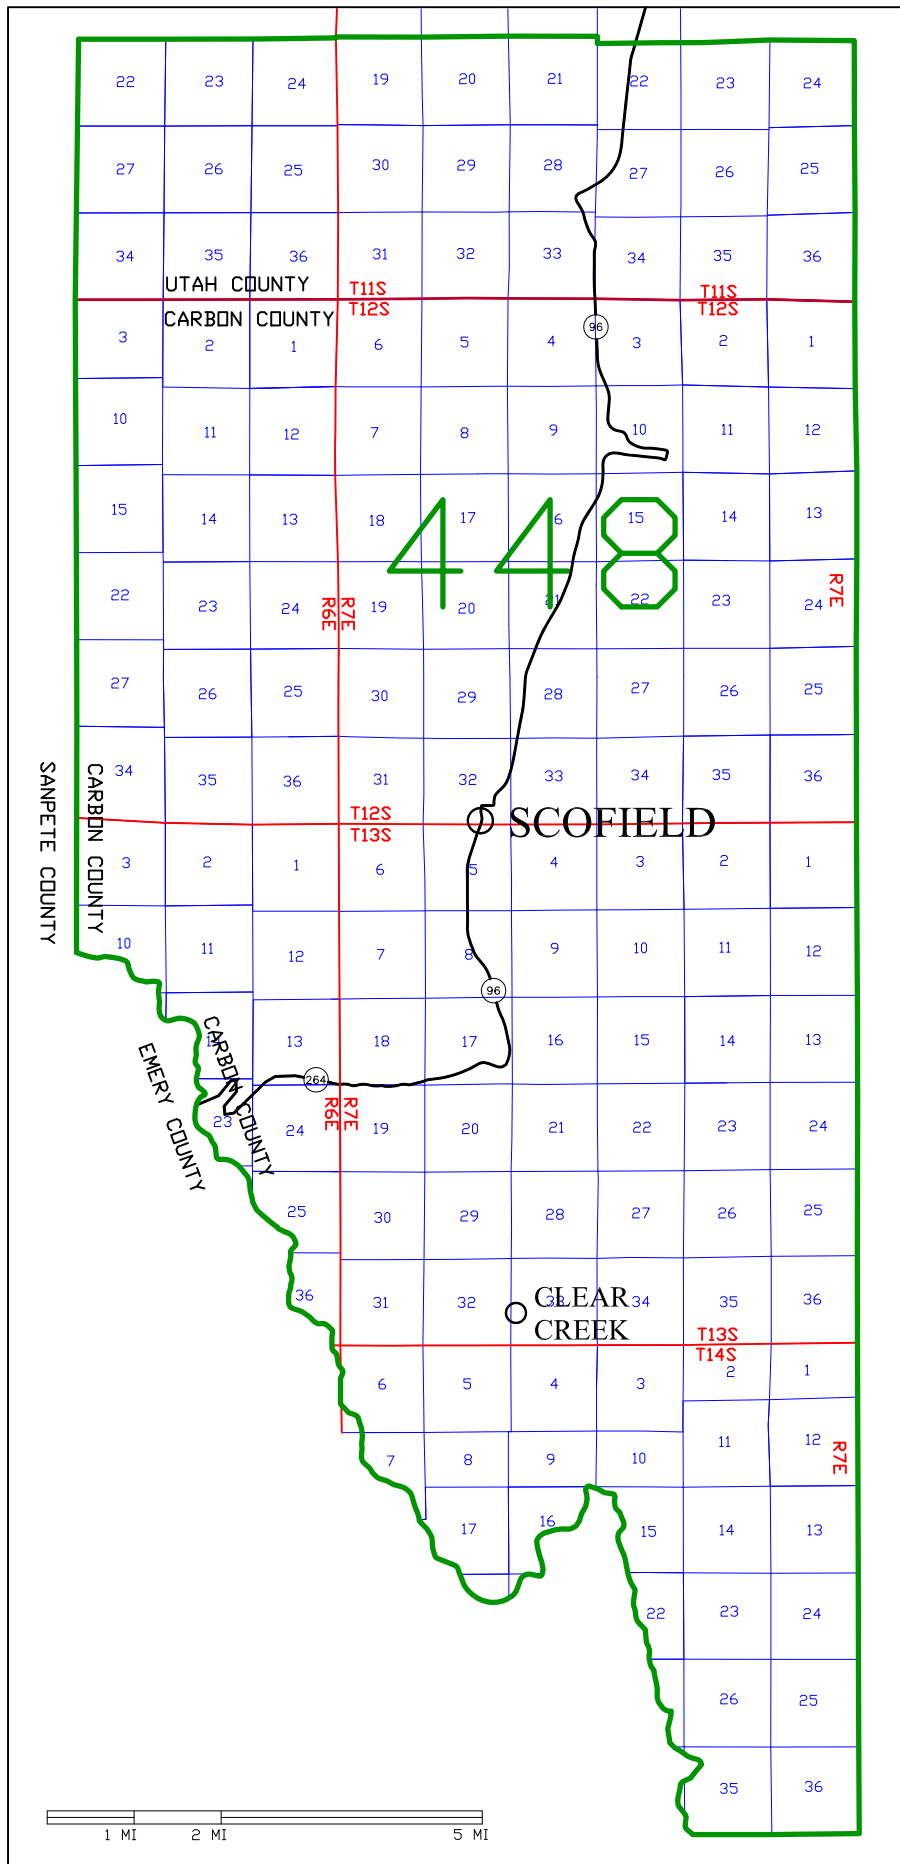 22 23 24 19 20 21 22 23 24
27 26 25 30 29 28 27 26 25
34 35 36 31 32 33 34 35 36
UTAH COUNTY T11S T11S
CARBON COUNTY T12S T12S
96
3 2 1 6 5 4 3 2 1
10 11 12 7 8 9 10 11 12
15 14 13 18 17 16 15 14 13
448
22 23 24 19 20 21 22 23 24
R6E R7E R7E
27 26 25 30 29 28 27 26 25
34 35 36 31 32 33 34 35 36
SANPETE COUNTY
CARBON COUNTY
T12S
T13S
SCOFIELD
3 2 1 6 5 4 3 2 1
10 11 12 7 8 9 10 11 12
96
14 13 18 17 16 15 14 13
EMERY COUNTY
CARBON COUNTY
264
R6E R7E
23 24 19 20 21 22 23 24
25 30 29 28 27 26 25
36 31 32 33 34 35 36
CLEAR
CREEK
T13S
T14S
6 5 4 3 2 1
7 8 9 10 11 12
R7E
17 16 15 14 13
22 23 24
26 25
35 36
1 MI 2 MI 5 MI